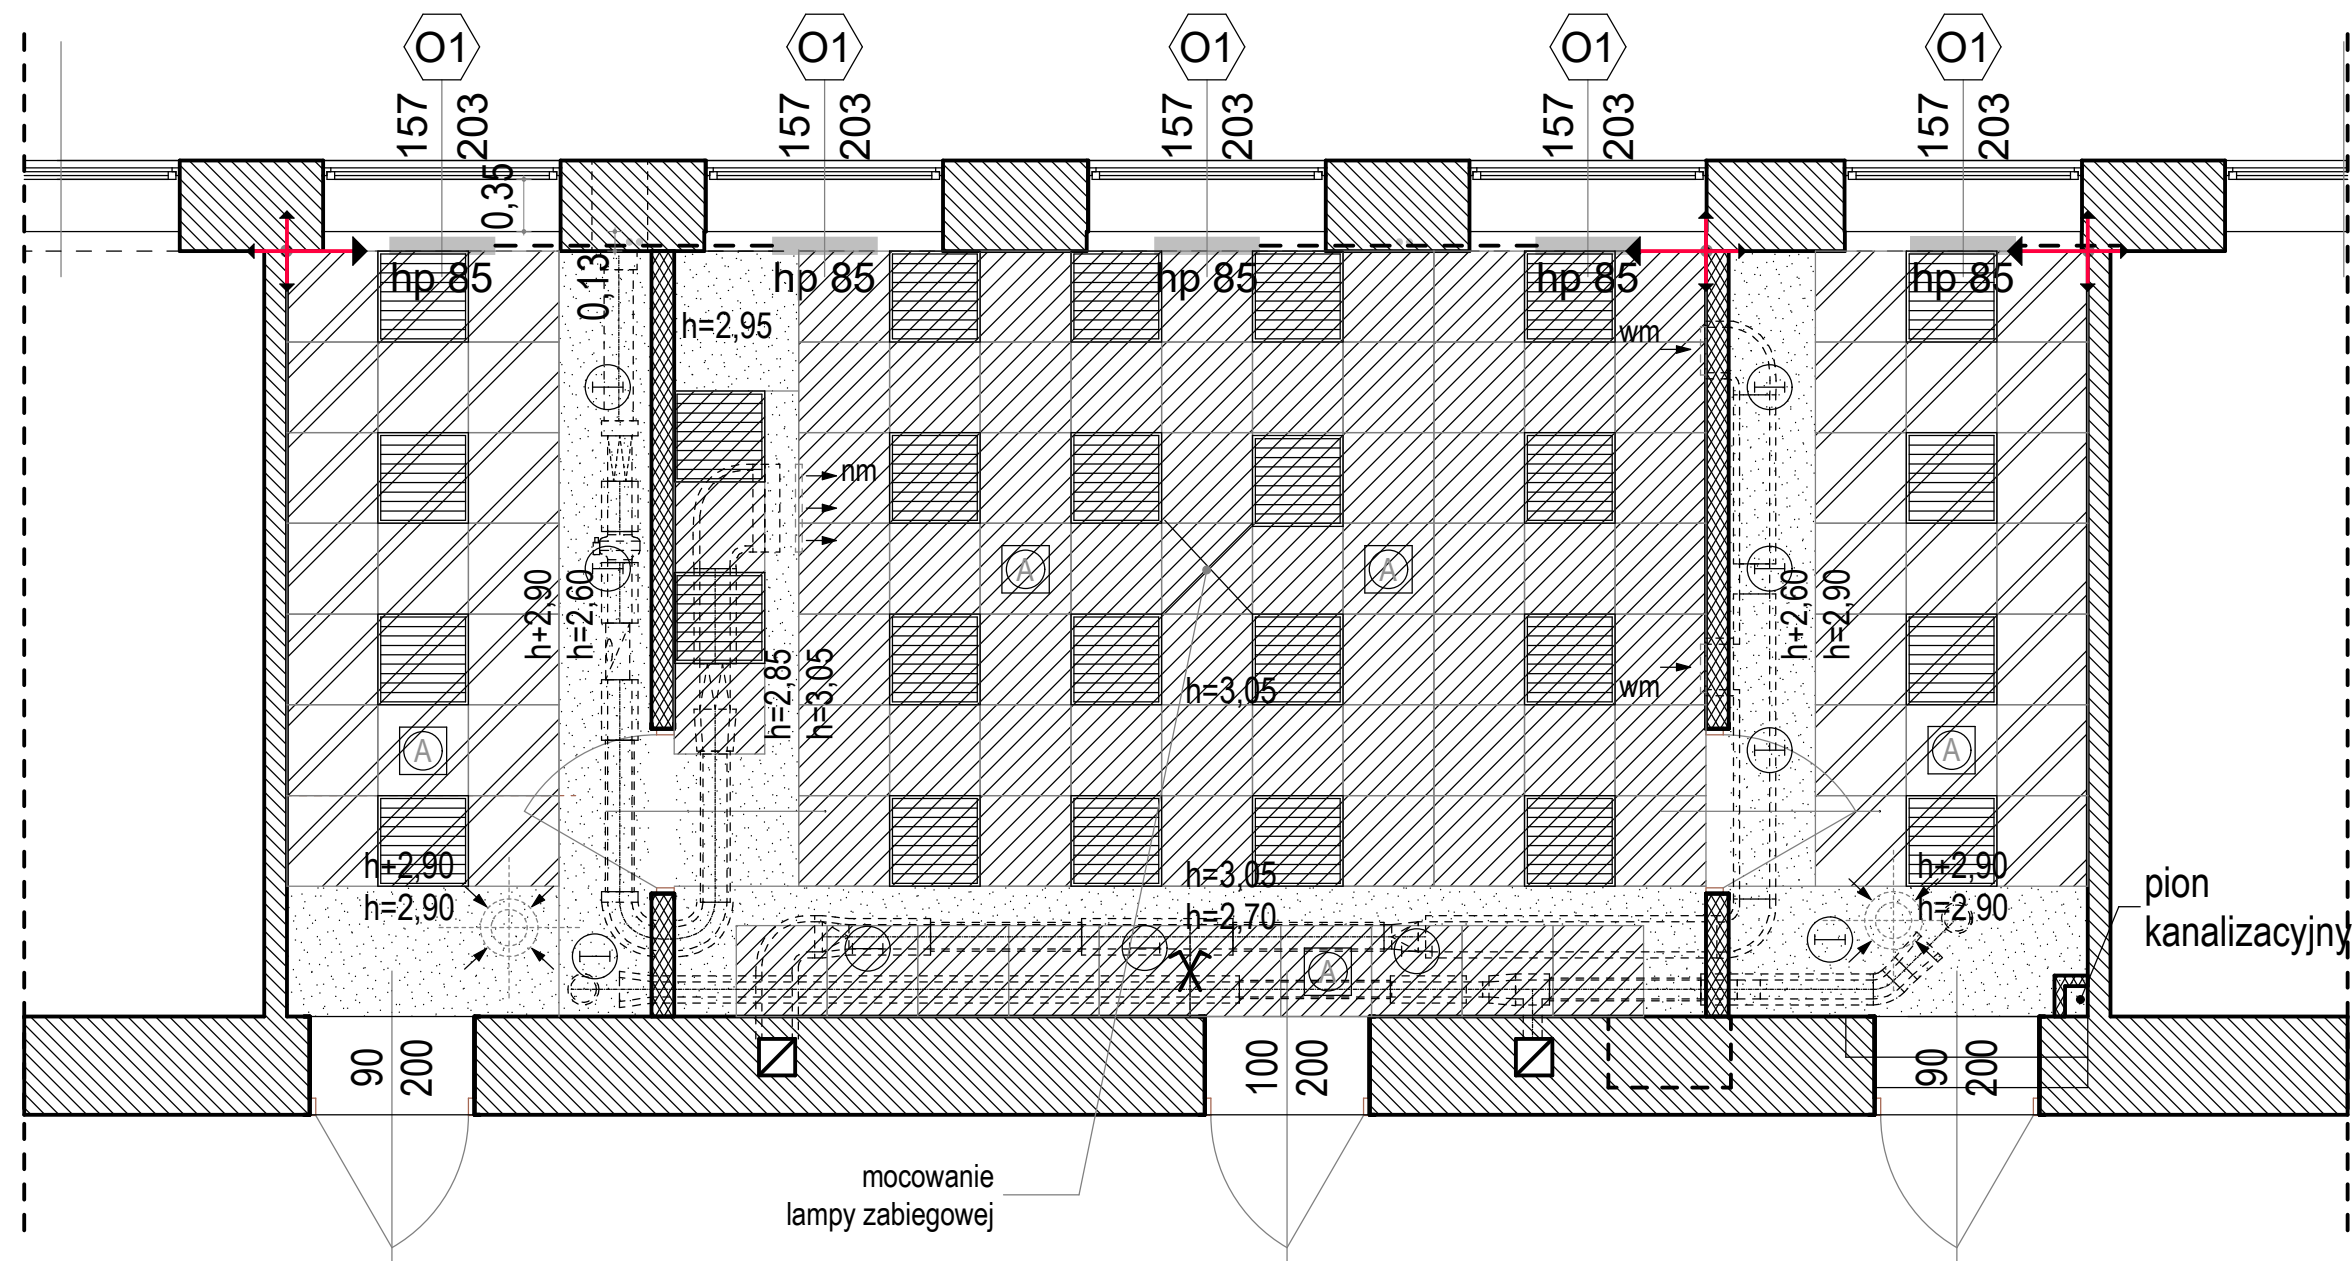 O1
O1
O1
O1
O1
157
203
157
203
157
203
157
203
157
203
0,35
0,13
hp 85
hp 85
hp 85
hp 85
hp 85
h=2,95
wm
nm
h+2,90
h=2,60
h+2,60
h=2,90
A
A
h=2,85
h=3,05
h=3,05
wm
A
A
h+2,90
h=2,90
h=3,05
h=2,70
h+2,90
h=2,90
pion
kanalizacyjny
A
90
200
100
200
90
200
mocowanie
lampy zabiegowej